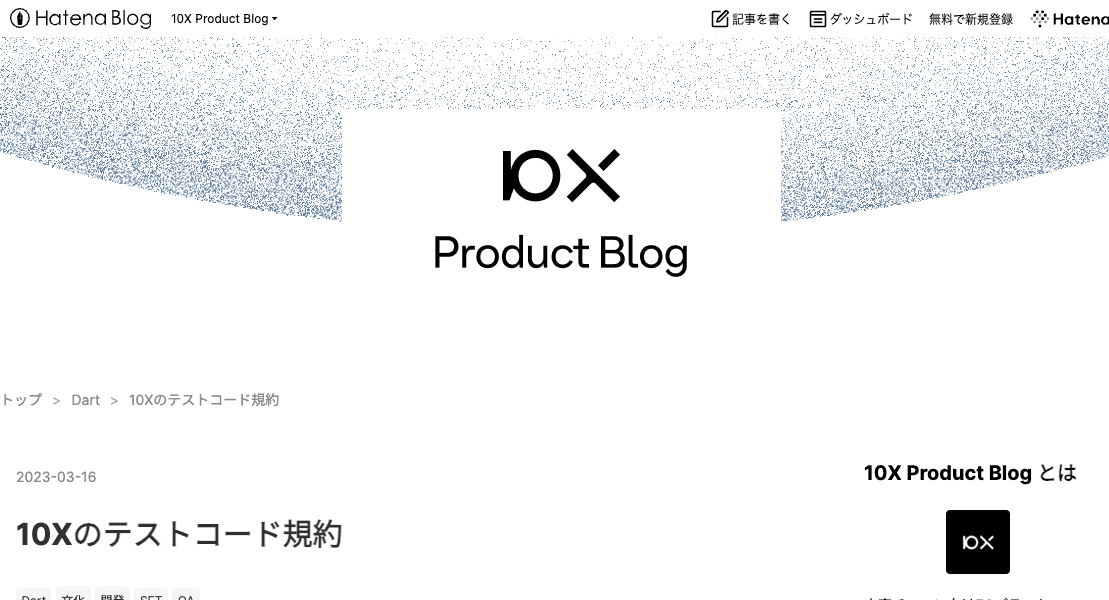 Hatena Blog
10X Product Blog
記事を書く
ダッシュボード
無料で新規登録
Hatena
10X
Product Blog
トップ > Dart > 10Xのテストコード規約
2023-03-16
10Xのテストコード規約
Dart 文化 開発 SET QA
10X Product Blog とは
10X